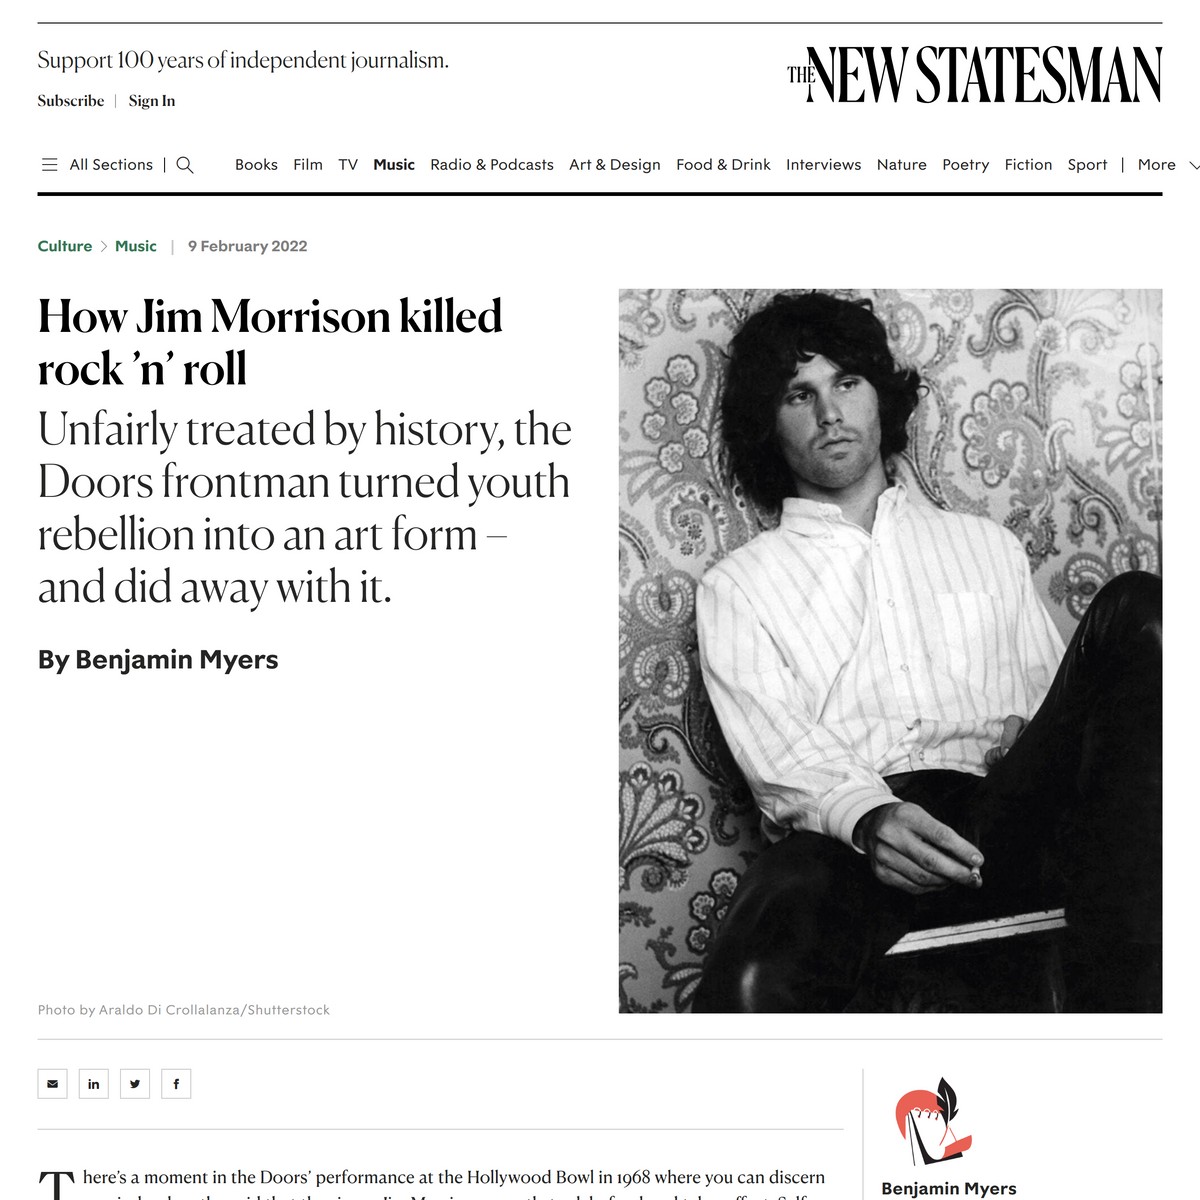 Support 100 years of independent journalism.
THE NEW STATESMAN
Subscribe | Sign In
All Sections | Books Film TV Music Radio & Podcasts Art & Design Food & Drink Interviews Nature Poetry Fiction Sport | More
Culture > Music | 9 February 2022
How Jim Morrison killed
rock ’n’ roll
Unfairly treated by history, the
Doors frontman turned youth
rebellion into an art form –
and did away with it.
By Benjamin Myers
Photo by Araldo Di Crollalanza/Shutterstock
in
f
There’s a moment in the Doors’ performance at the Hollywood Bowl in 1968 where you can discern
Benjamin Myers